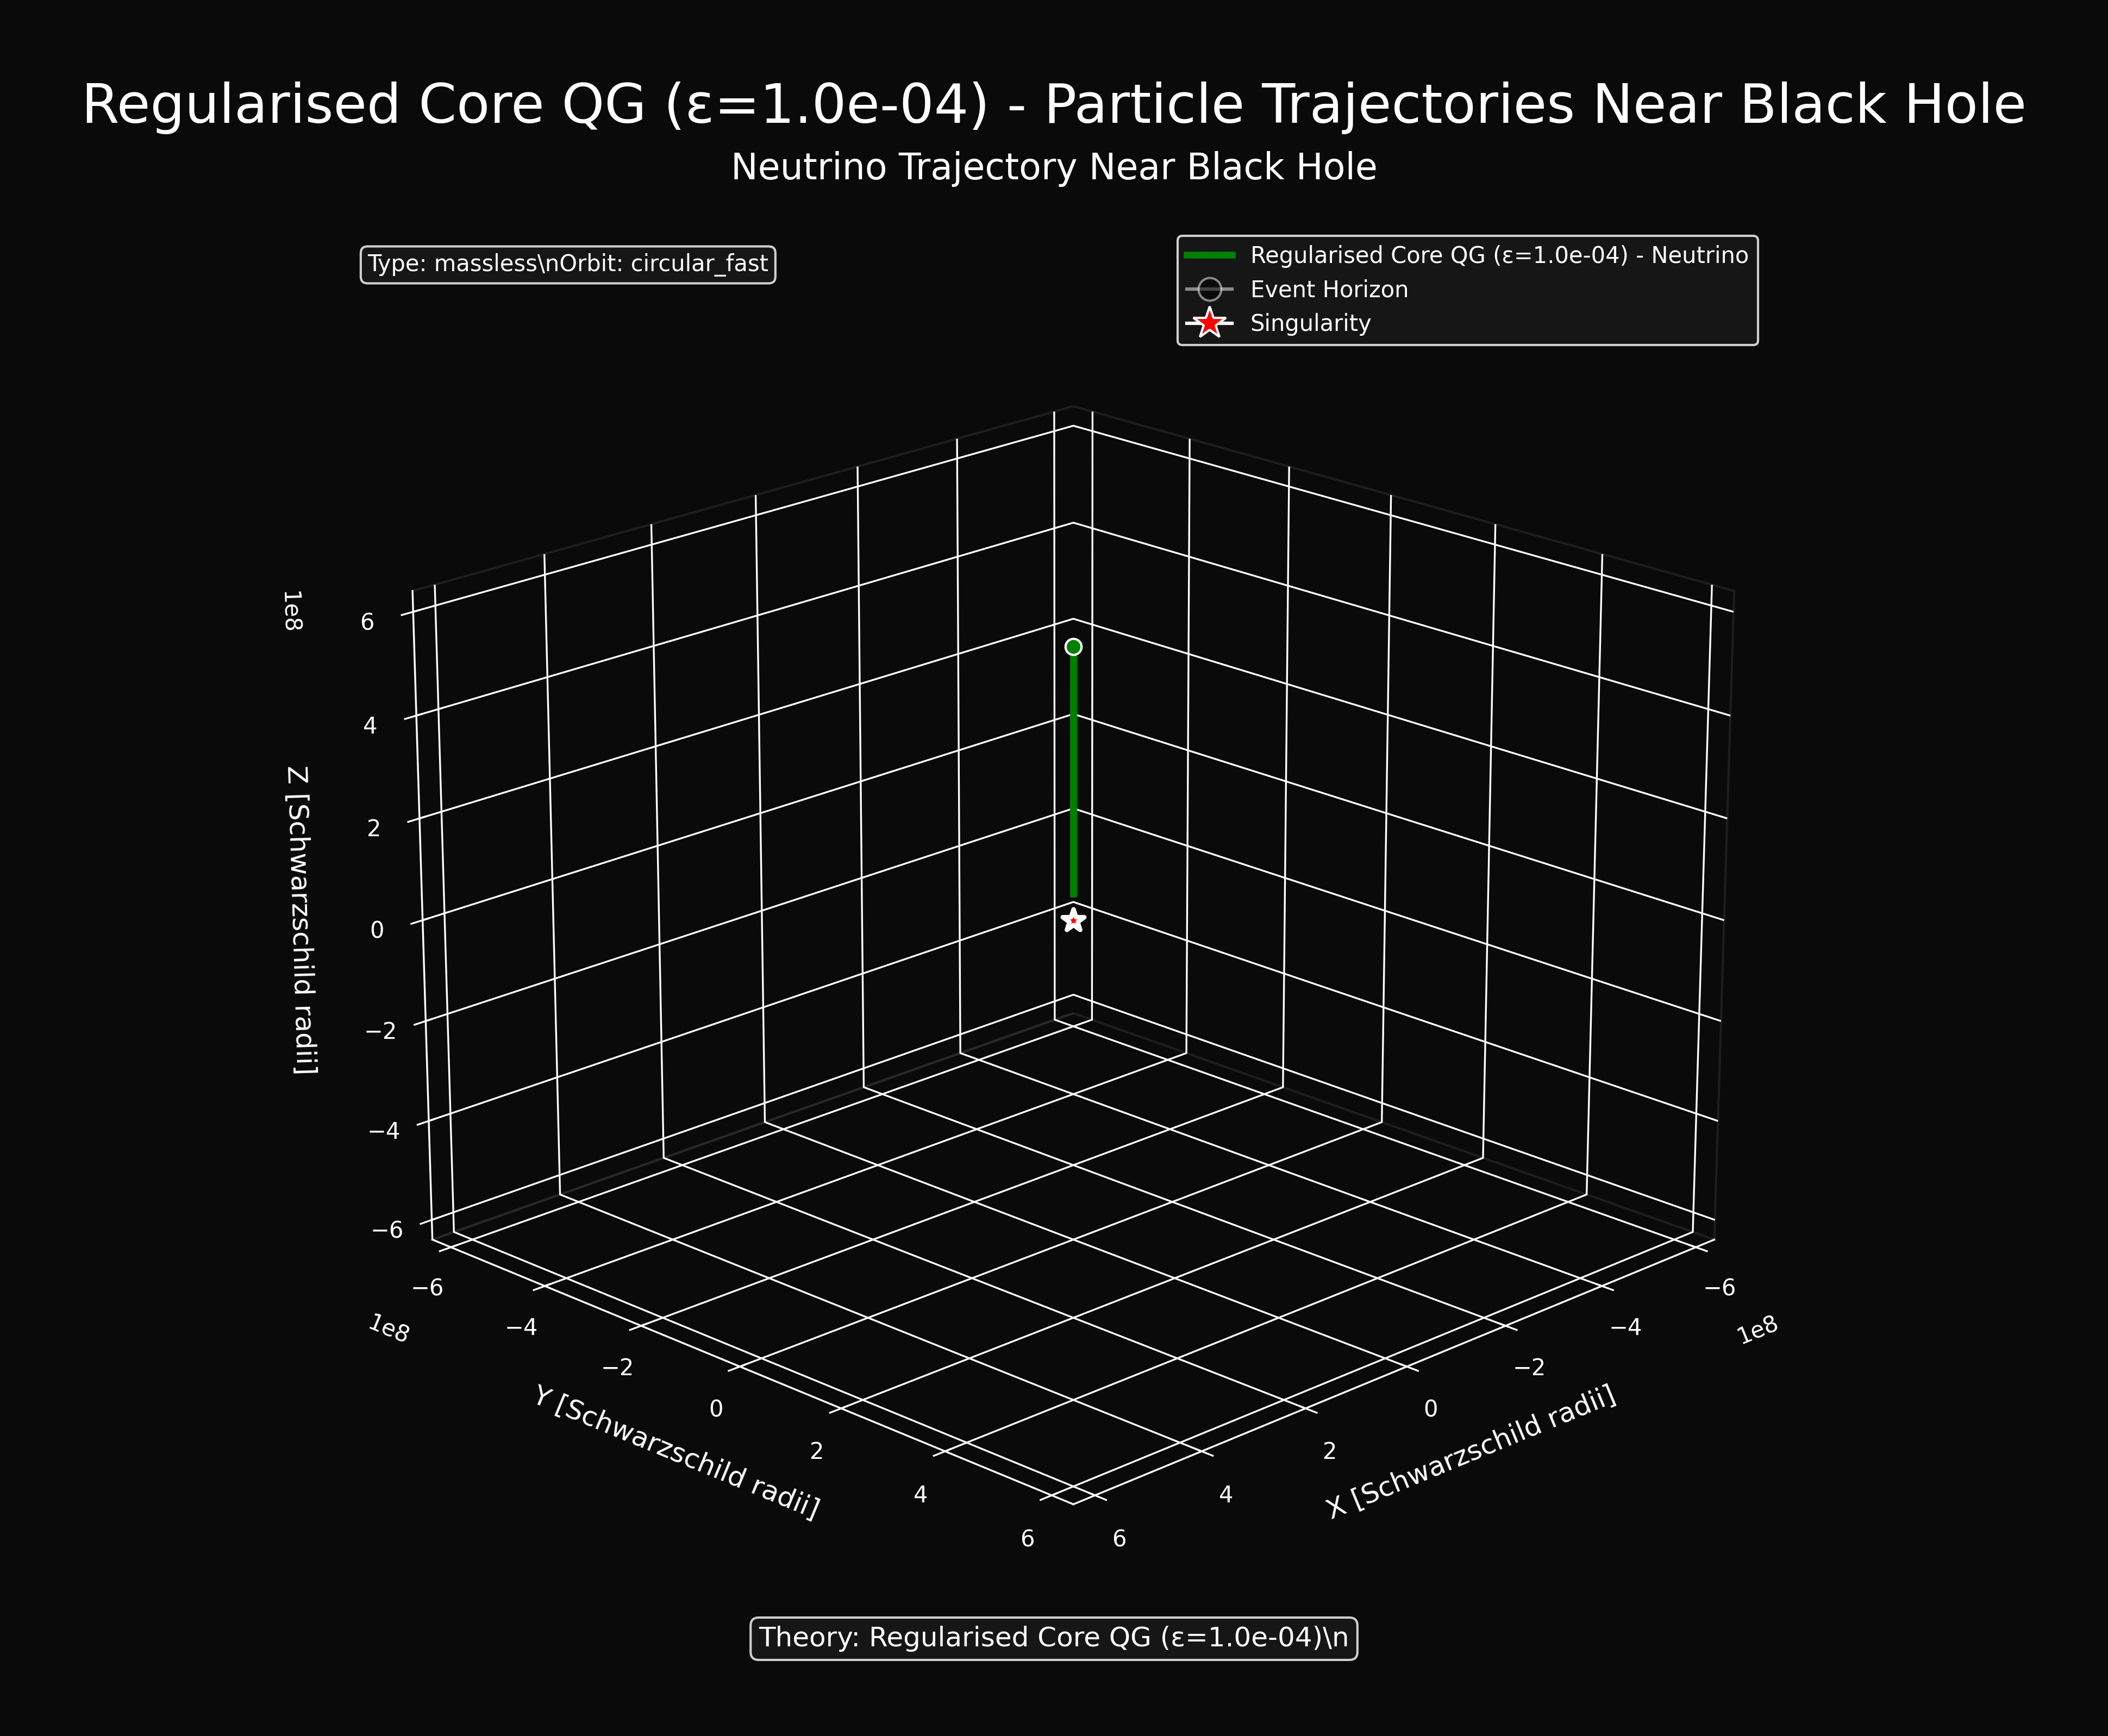 Regularised Core QG (ε=1.0e-04) - Particle Trajectories Near Black Hole
Neutrino Trajectory Near Black Hole
Type: massless\nOrbit: circular_fast
Regularised Core QG (ε=1.0e-04) - Neutrino
Event Horizon
Singularity
1e8
6
4
2
0
−2
−4
−6
Z [Schwarzschild radii]
−6
−4
−2
0
2
4
6
1e8
Y [Schwarzschild radii]
6
4
2
0
−2
−4
−6
1e8
X [Schwarzschild radii]
Theory: Regularised Core QG (ε=1.0e-04)\n